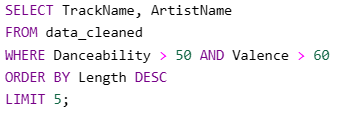 SELECT TrackName, ArtistName
FROM data_cleaned
WHERE Danceability > 50 AND Valence > 60
ORDER BY Length DESC
LIMIT 5;